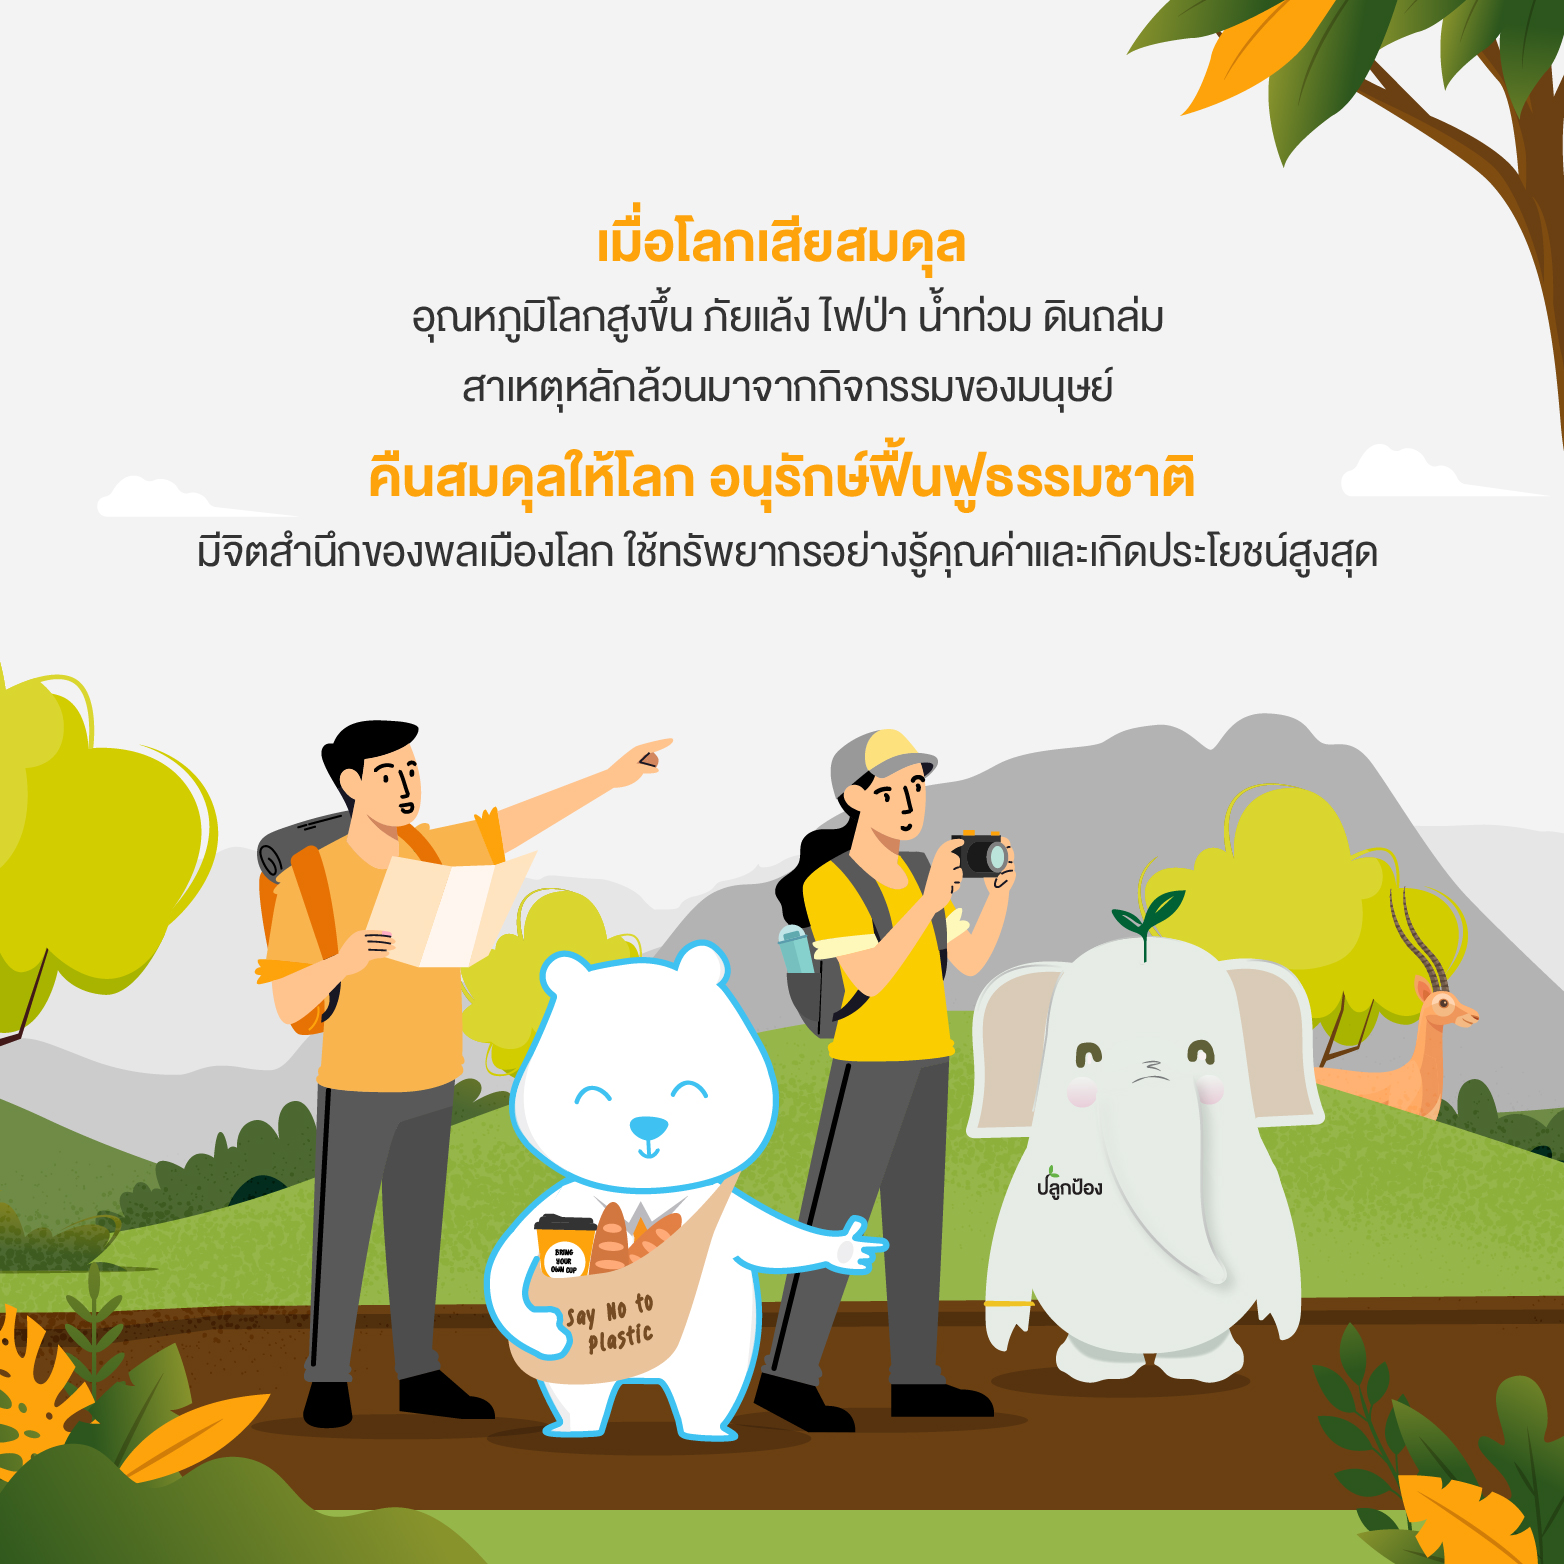 เมื่อโลกเสียสมดุล
อุณหภูมิโลกสูงขึ้น ภัยแล้ง ไฟป่า น้ำท่วม ดินถล่ม
สาเหตุหลักล้วนมาจากกิจกรรมของมนุษย์
คืนสมดุลให้โลก อนุรักษ์ฟื้นฟูธรรมชาติ
มีจิตสำนึกของพลเมืองโลก ใช้ทรัพยากรอย่างรู้คุณค่าและเกิดประโยชน์สูงสุด
ปลูกป้อง
BRING
YOUR
OWN CUP
Say No to
plastic